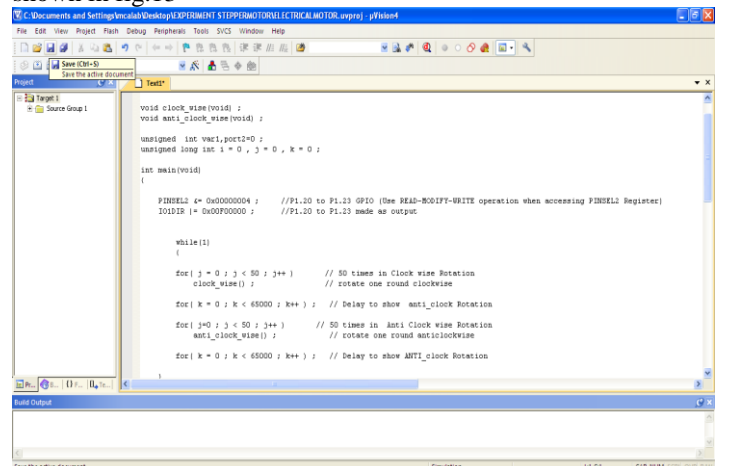 shown in fig.13
C:\Documents and Settings\mcalab\Desktop\EXPERIMENT STEPPERMOTOR\ELECTRICALMOTOR.uvproj - µVision4
File Edit View Project Flash Debug Peripherals Tools SVCS Window Help
Save (Ctrl+S)
Save the active document
Project
Text1*
Target 1
Source Group 1
void clock_wise(void) ;
void anti_clock_wise(void) ;
unsigned int var1,port2=0 ;
unsigned long int i = 0 , j = 0 , k = 0 ;
int main(void)
{
PINSEL2 &= 0x00000004 ; //P1.20 to P1.23 GPIO (Use READ-MODIFY-WRITE operation when accessing PINSEL2 Register)
IO1DIR |= 0x00F00000 ; //P1.20 to P1.23 made as output
while(1)
{
for( j = 0 ; j < 50 ; j++ ) // 50 times in Clock wise Rotation
clock_wise() ; // rotate one round clockwise
for( k = 0 ; k < 65000 ; k++ ) ; // Delay to show anti_clock Rotation
for( j=0 ; j < 50 ; j++ ) // 50 times in Anti Clock wise Rotation
anti_clock_wise() ; // rotate one round anticlockwise
for( k = 0 ; k < 65000 ; k++ ) ; // Delay to show ANTI_clock Rotation
}
Pr... B... {} F... Te...
Build Output
Save the active document
Simulation